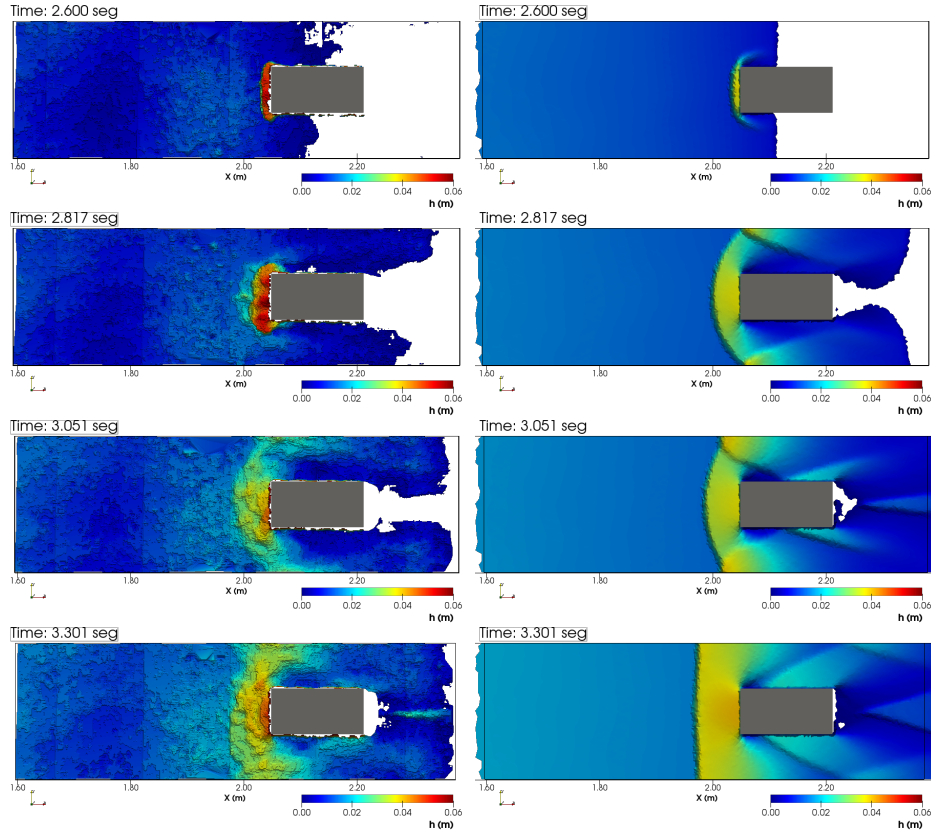 Time: 2.600 seg
Time: 2.600 seg
1.60 1.80 2.00 2.20
X (m)
0.00 0.02 0.04 0.06
h (m)
1.60 1.80 2.00 2.20
X (m)
0.00 0.02 0.04 0.06
h (m)
Time: 2.817 seg
Time: 2.817 seg
1.60 1.80 2.00 2.20
X (m)
0.00 0.02 0.04 0.06
h (m)
1.60 1.80 2.00 2.20
X (m)
0.00 0.02 0.04 0.06
h (m)
Time: 3.051 seg
Time: 3.051 seg
1.60 1.80 2.00 2.20
X (m)
0.00 0.02 0.04 0.06
h (m)
1.60 1.80 2.00 2.20
X (m)
0.00 0.02 0.04 0.06
h (m)
Time: 3.301 seg
Time: 3.301 seg
1.60 1.80 2.00 2.20
X (m)
0.00 0.02 0.04 0.06
h (m)
1.60 1.80 2.00 2.20
X (m)
0.00 0.02 0.04 0.06
h (m)